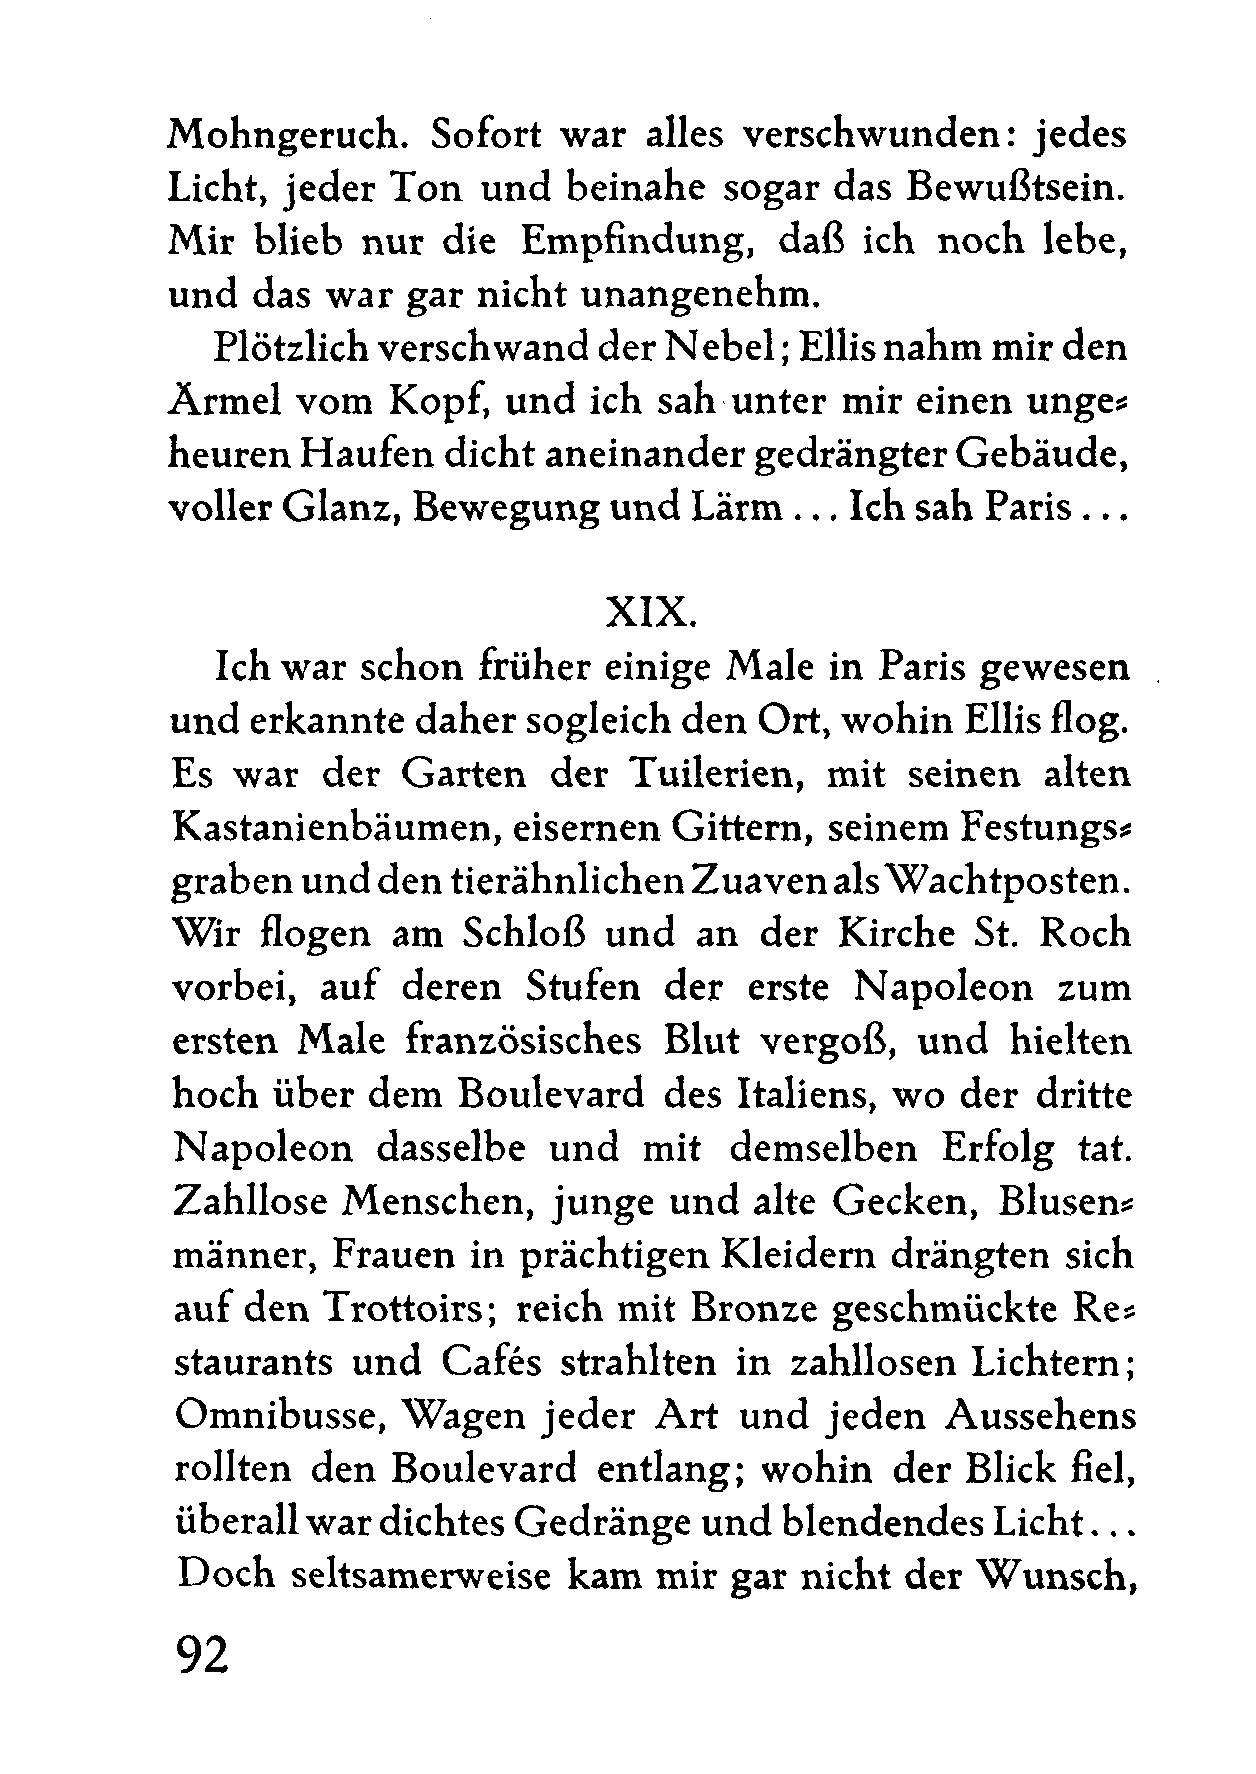 Mohngeruch. Sofort war alles verschwunden: jedes
Licht, jeder Ton und beinahe sogar das Bewußtsein.
Mir blieb nur die Empfindung, daß ich noch lebe,
und das war gar nicht unangenehm.
Plötzlich verschwand der Nebel; Ellis nahm mir den
Ärmel vom Kopf, und ich sah unter mir einen unge⸗
heuren Haufen dicht aneinander gedrängter Gebäude,
voller Glanz, Bewegung und Lärm ... Ich sah Paris ...
XIX.
Ich war schon früher einige Male in Paris gewesen
und erkannte daher sogleich den Ort, wohin Ellis flog.
Es war der Garten der Tuilerien, mit seinen alten
Kastanienbäumen, eisernen Gittern, seinem Festungs⸗
graben und den tierähnlichen Zuaven als Wachtposten.
Wir flogen am Schloß und an der Kirche St. Roch
vorbei, auf deren Stufen der erste Napoleon zum
ersten Male französisches Blut vergoß, und hielten
hoch über dem Boulevard des Italiens, wo der dritte
Napoleon dasselbe und mit demselben Erfolg tat.
Zahllose Menschen, junge und alte Gecken, Blusen⸗
männer, Frauen in prächtigen Kleidern drängten sich
auf den Trottoirs; reich mit Bronze geschmückte Re⸗
staurants und Cafés strahlten in zahllosen Lichtern;
Omnibusse, Wagen jeder Art und jeden Aussehens
rollten den Boulevard entlang; wohin der Blick fiel,
überall war dichtes Gedränge und blendendes Licht...
Doch seltsamerweise kam mir gar nicht der Wunsch,
92